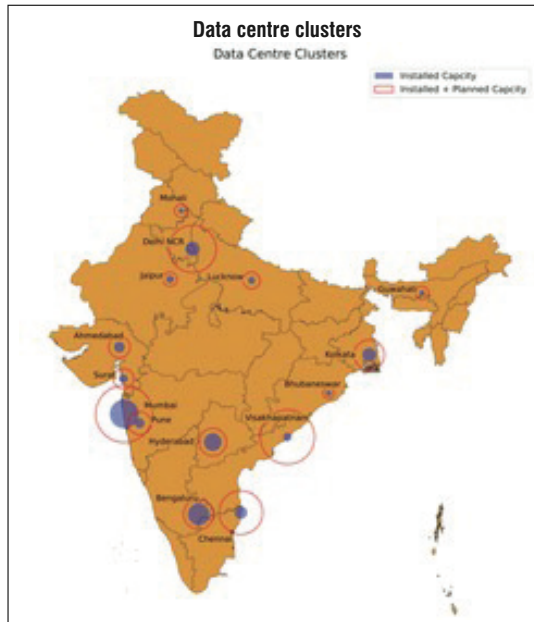 Data centre clusters
Data Centre Clusters
Installed Capcity
Installed + Planned Capcity
Mohali
Delhi NCR
Jaipur
Lucknow
Guwahati
Ahmedabad
Kolkata
Surat
Bhubaneswar
Mumbai
Pune
Visakhapatnam
Hyderabad
Bengaluru
Chennai